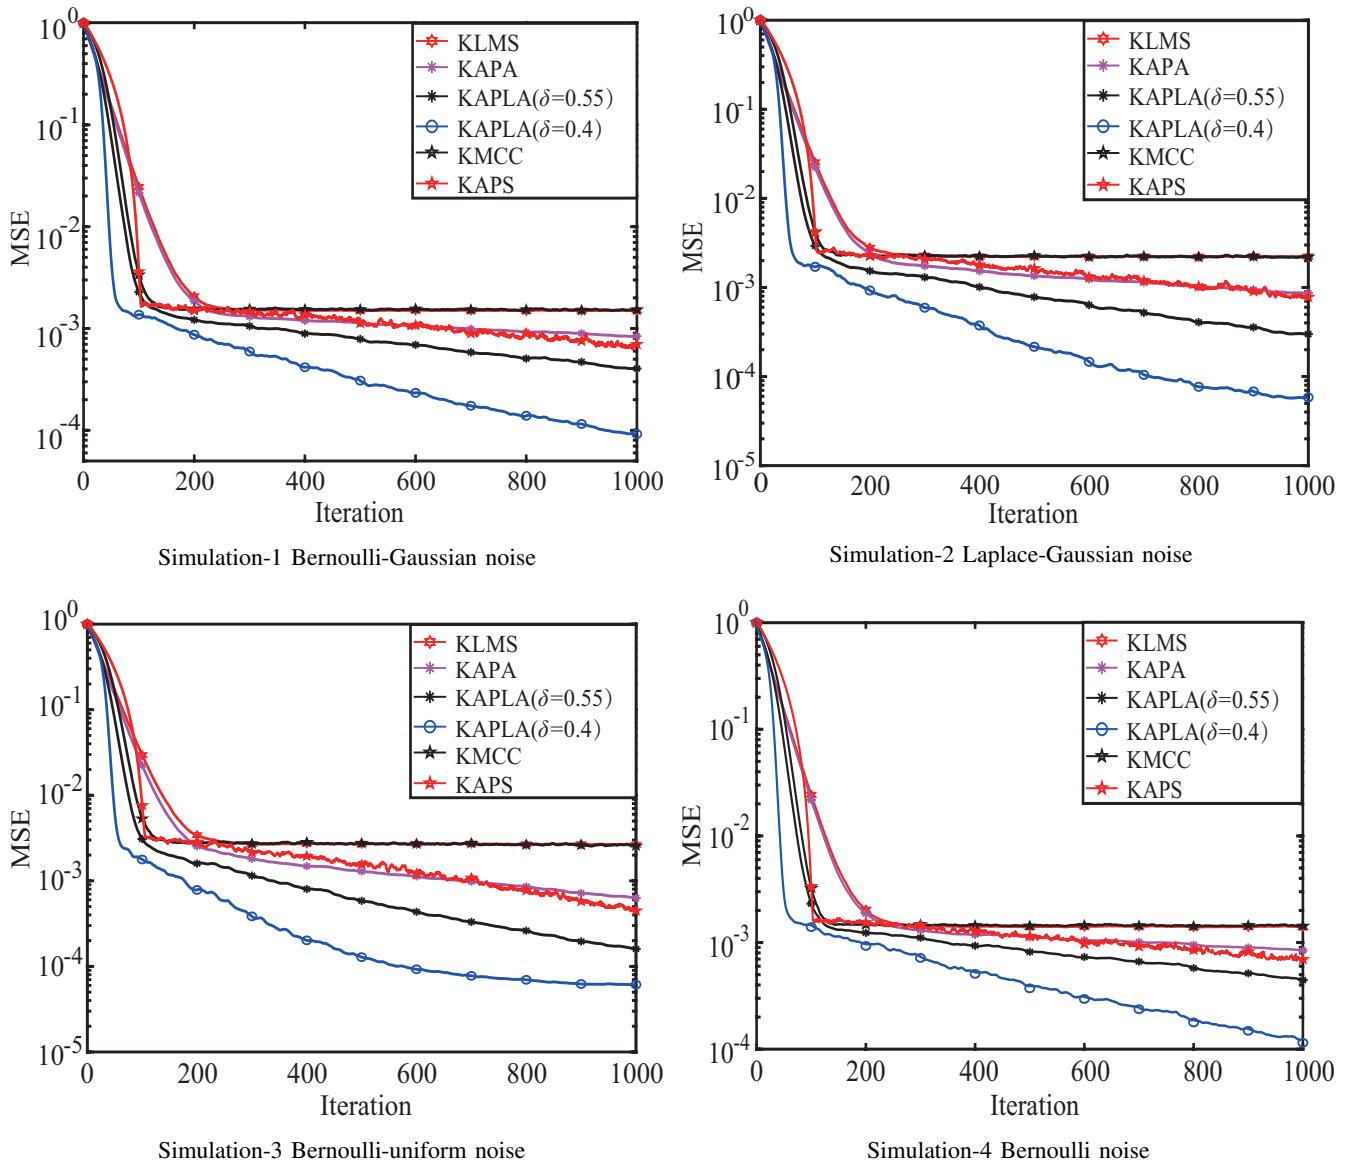 10^0
10^-1
10^-2
10^-3
10^-4
MSE
0 200 400 600 800 1000
Iteration
KLMS
KAPA
KAPLA(δ=0.55)
KAPLA(δ=0.4)
KMCC
KAPS
Simulation-1 Bernoulli-Gaussian noise
10^0
10^-1
10^-2
10^-3
10^-4
10^-5
MSE
0 200 400 600 800 1000
Iteration
KLMS
KAPA
KAPLA(δ=0.55)
KAPLA(δ=0.4)
KMCC
KAPS
Simulation-2 Laplace-Gaussian noise
10^0
10^-1
10^-2
10^-3
10^-4
10^-5
MSE
0 200 400 600 800 1000
Iteration
KLMS
KAPA
KAPLA(δ=0.55)
KAPLA(δ=0.4)
KMCC
KAPS
Simulation-3 Bernoulli-uniform noise
10^0
10^-1
10^-2
10^-3
10^-4
MSE
0 200 400 600 800 1000
Iteration
KLMS
KAPA
KAPLA(δ=0.55)
KAPLA(δ=0.4)
KMCC
KAPS
Simulation-4 Bernoulli noise